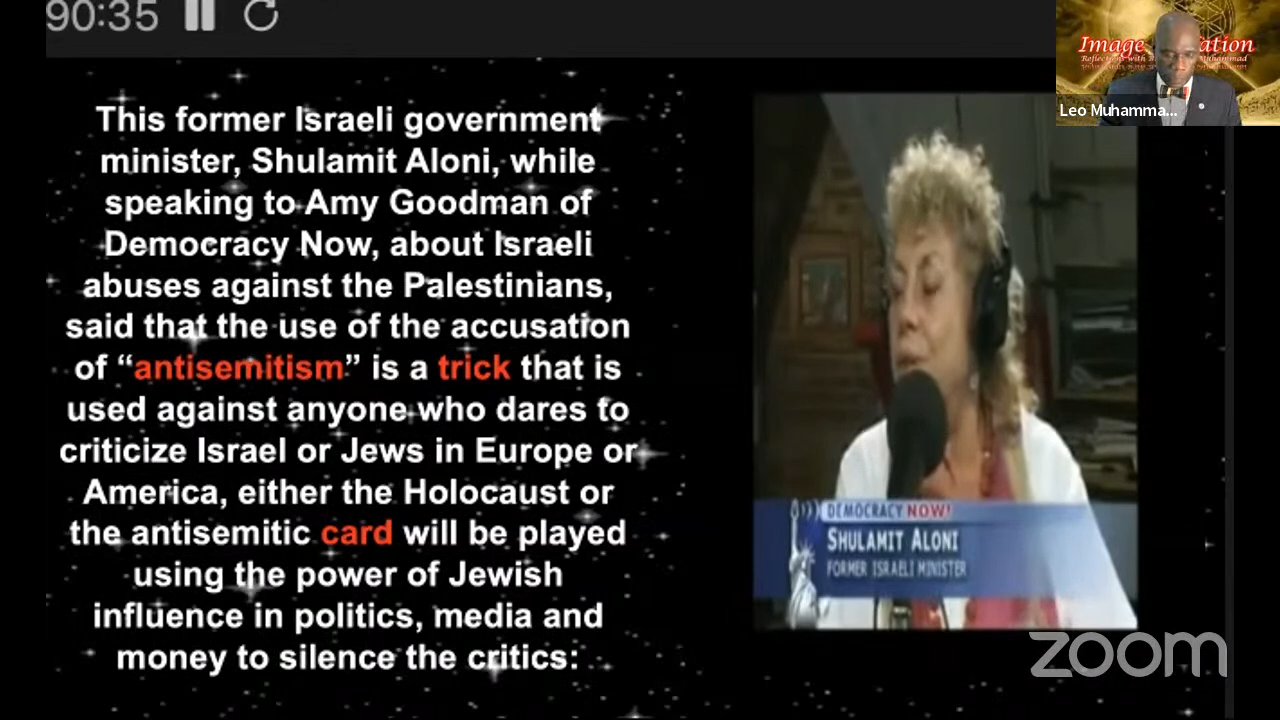 90:35
Image ation
Reflections with uhammad
Leo Muhamma...
This former Israeli government
minister, Shulamit Aloni, while
speaking to Amy Goodman of
Democracy Now, about Israeli
abuses against the Palestinians,
said that the use of the accusation
of “antisemitism” is a trick that is
used against anyone who dares to
criticize Israel or Jews in Europe or
America, either the Holocaust or
the antisemitic card will be played
using the power of Jewish
influence in politics, media and
money to silence the critics:
DEMOCRACY NOW!
SHULAMIT ALONI
FORMER ISRAELI MINISTER
zoom